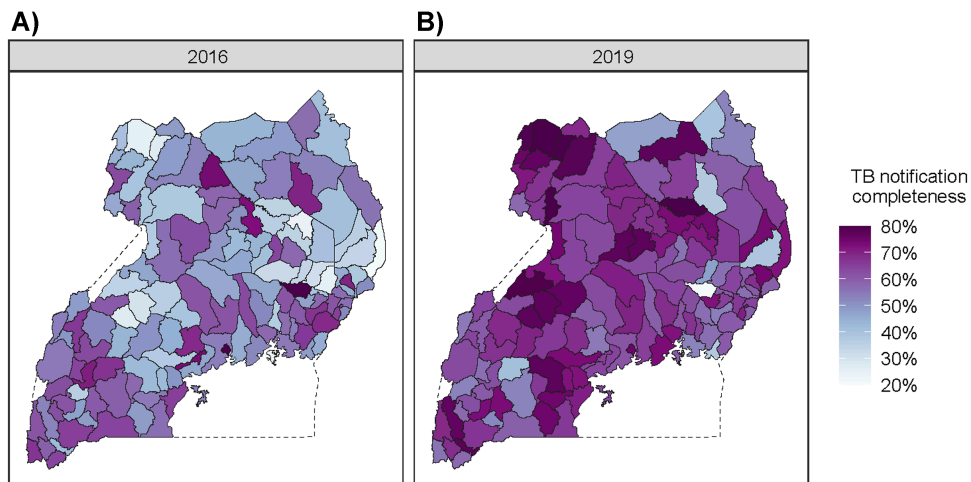 A)
B)
2016
2019
TB notification
completeness
80%
70%
60%
50%
40%
30%
20%